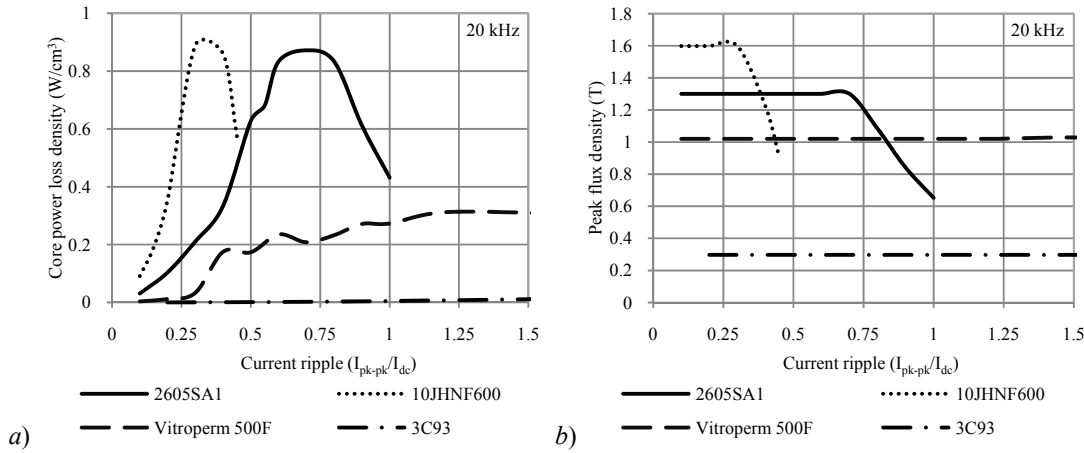 20 kHz
Core power loss density (W/cm³)
1
0.8
0.6
0.4
0.2
0
0 0.25 0.5 0.75 1 1.25 1.5
Current ripple (Ipk-pk/Idc)
2605SA1 10JHNF600
Vitroperm 500F 3C93
a)
20 kHz
Peak flux density (T)
1.8
1.6
1.4
1.2
1
0.8
0.6
0.4
0.2
0
0 0.25 0.5 0.75 1 1.25 1.5
Current ripple (Ipk-pk/Idc)
2605SA1 10JHNF600
Vitroperm 500F 3C93
b)